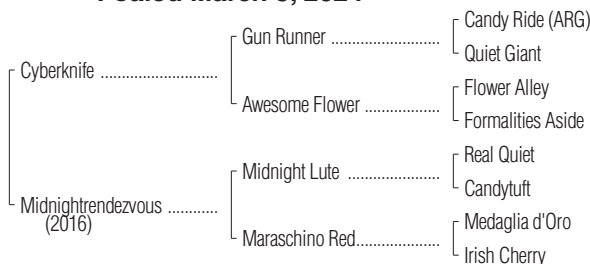 Foaled March 2024
Candy Ride (ARG)
Gun Runner
Quiet Giant
Cyberknife
Flower Alley
Awesome Flower
Formalities Aside
Real Quiet
Midnight Lute
Candytuft
Midnightrendezvous
(2016)
Medaglia d'Oro
Maraschino Red
Irish Cherry